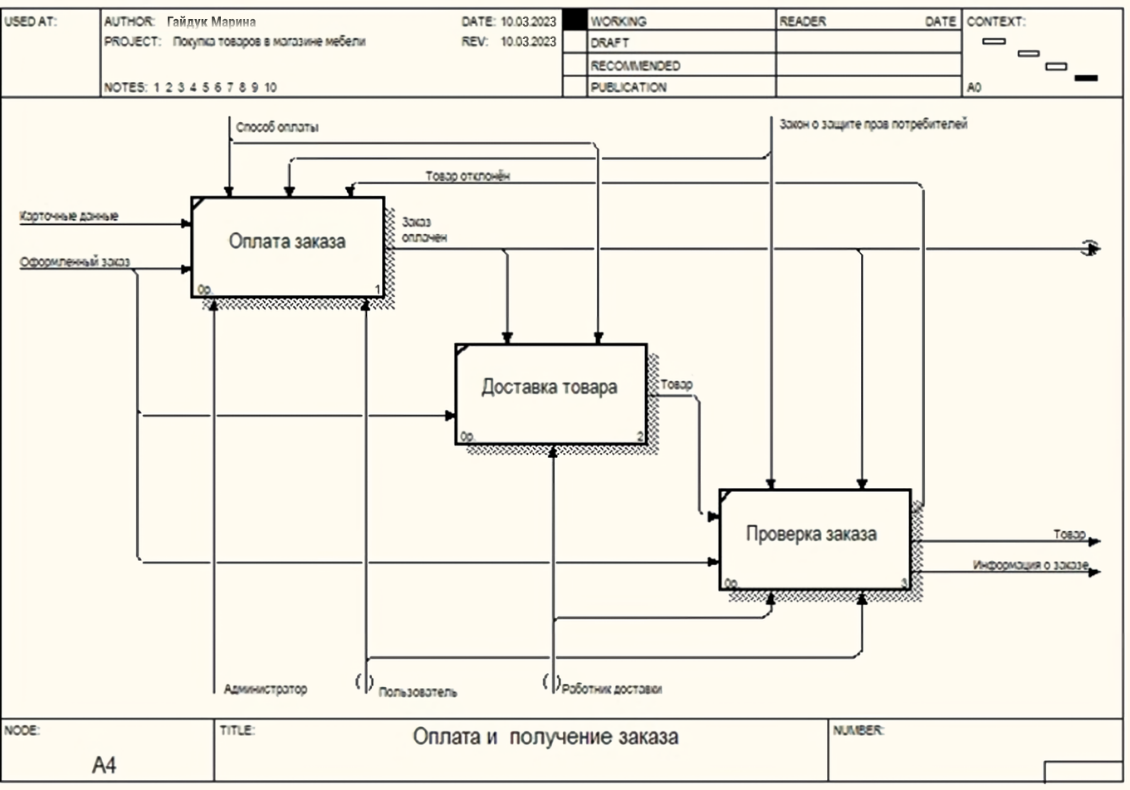 USED AT:
AUTHOR: Гайдук Марина
DATE: 10.03.2023
WORKING
READER
DATE
CONTEXT:
PROJECT: Покупка товаров в магазине мебели
REV: 10.03.2023
DRAFT
RECOMMENDED
NOTES: 1 2 3 4 5 6 7 8 9 10
PUBLICATION
A0
Способ оплаты
Закон о защите прав потребителей
Товар отклонён
Карточные данные
Заказ
оплачен
Оплата заказа
Оформленный заказ
0р.
1
Доставка товара
Товар
0р.
2
Проверка заказа
Товар
Информация о заказе
0р.
3
Администратор
Пользователь
Работник доставки
NODE:
TITLE:
Оплата и получение заказа
NUMBER:
A4